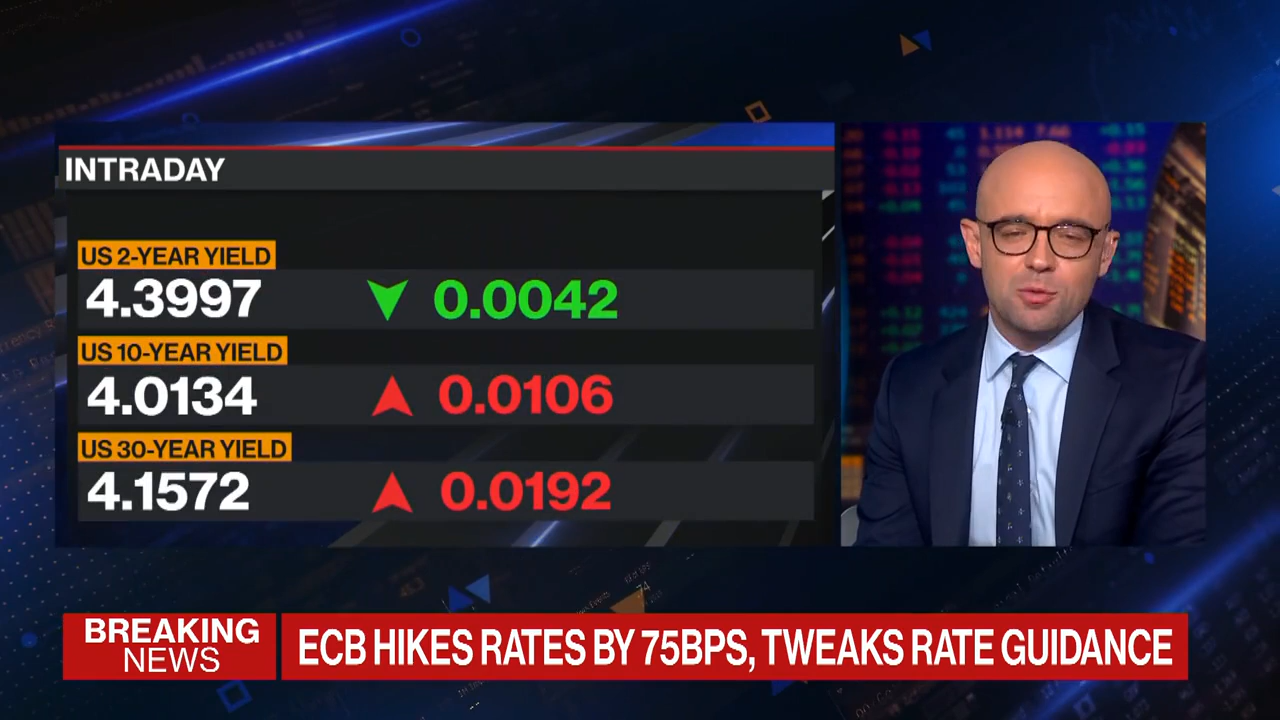 INTRADAY
US 2-YEAR YIELD
4.3997 ▼ 0.0042
US 10-YEAR YIELD
4.0134 ▲ 0.0106
US 30-YEAR YIELD
4.1572 ▲ 0.0192
BREAKING
NEWS
ECB HIKES RATES BY 75BPS, TWEAKS RATE GUIDANCE